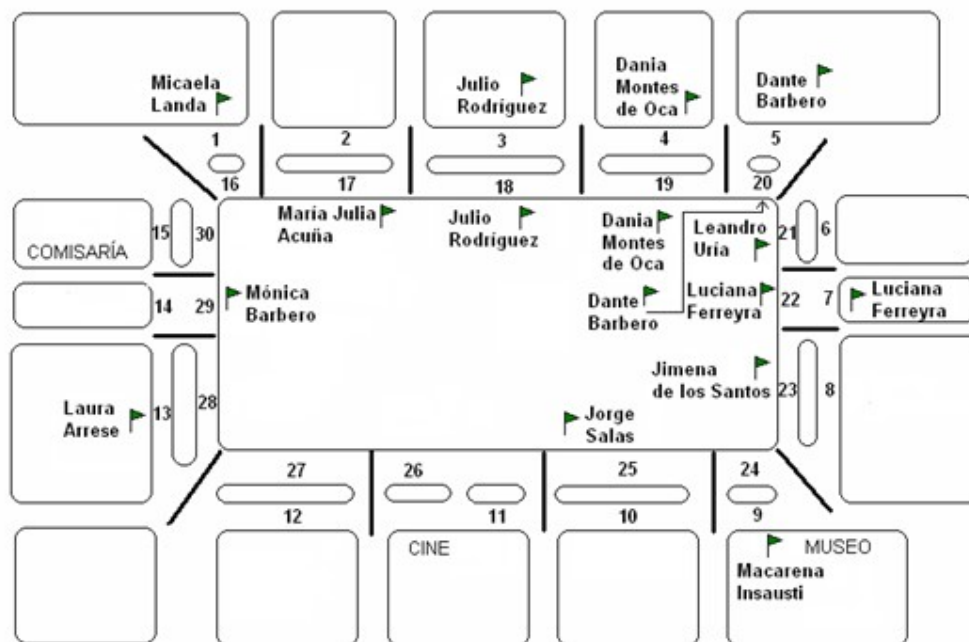 Micaela
Landa
Julio
Rodríguez
Dania
Montes
de Oca
Dante
Barbero
1
2
3
4
5
16
17
18
19
20
María Julia
Acuña
Julio
Rodríguez
Dania
Montes
de Oca
Leandro
Uría
15
30
21
6
COMISARÍA
14
29
Mónica
Barbero
Dante
Barbero
Luciana
Ferreyra
22
7
Luciana
Ferreyra
Laura
Arrese
13
28
Jimena
de los Santos
23
8
Jorge
Salas
27
26
25
24
12
11
10
9
CINE
MUSEO
Macarena
Insausti